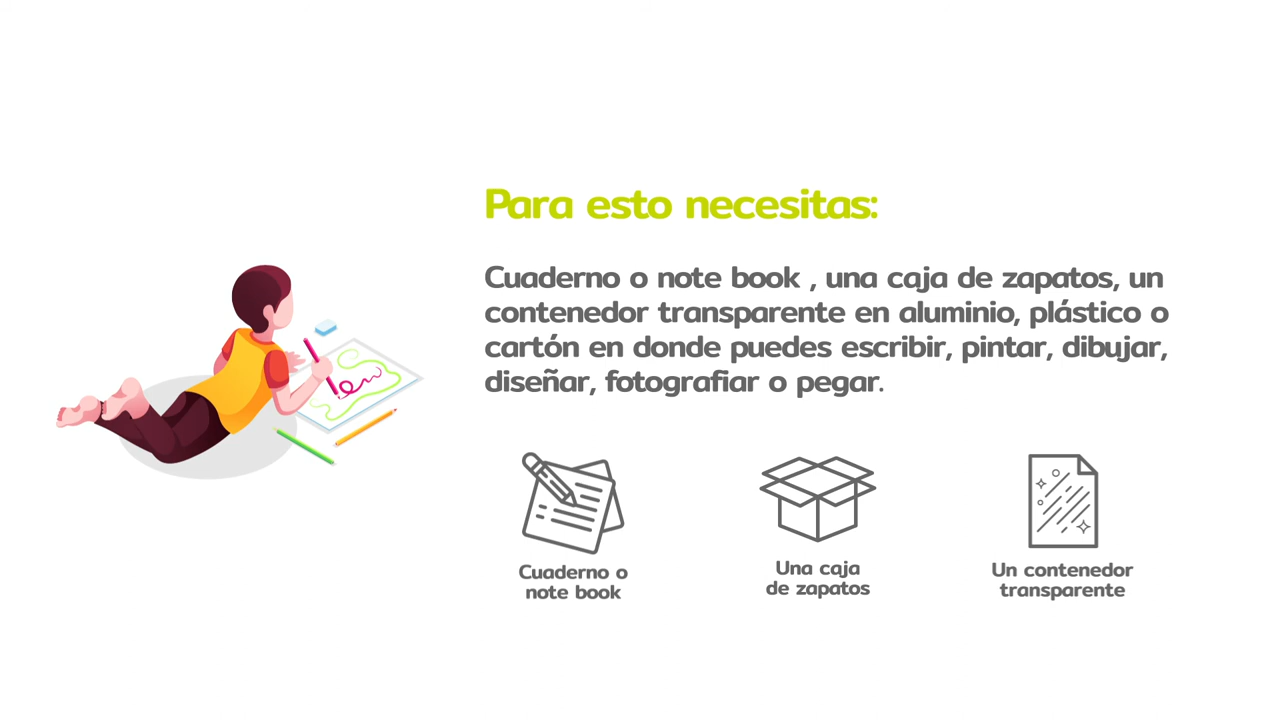 Para esto necesitas:
Cuaderno o note book , una caja de zapatos, un
contenedor transparente en aluminio, plástico o
cartón en donde puedes escribir, pintar, dibujar,
diseñar, fotografiar o pegar.
Cuaderno o
note book
Una caja
de zapatos
Un contenedor
transparente